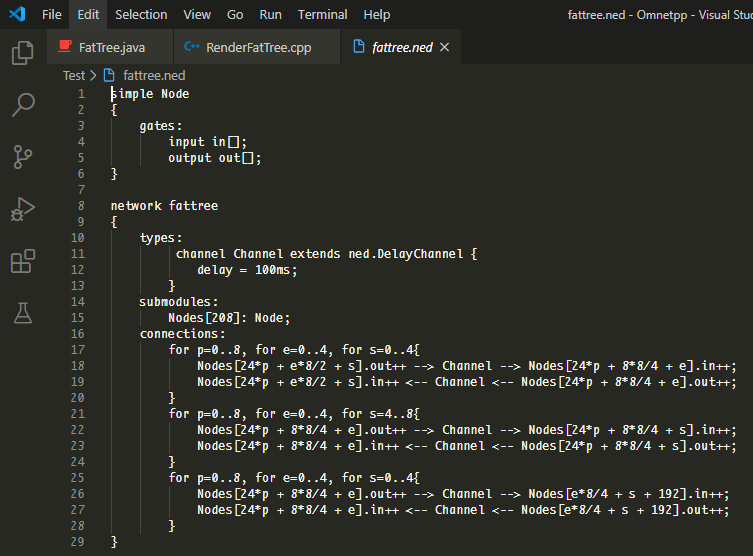 File Edit Selection View Go Run Terminal Help fattree.ned - Omnetpp - Visual Stu
FatTree.java RenderFatTree.cpp fattree.ned
Test > fattree.ned
1 simple Node
2 {
3 gates:
4 input in[];
5 output out[];
6 }
7
8 network fattree
9 {
10 types:
11 channel Channel extends ned.DelayChannel {
12 delay = 100ms;
13 }
14 submodules:
15 Nodes[208]: Node;
16 connections:
17 for p=0..8, for e=0..4, for s=0..4{
18 Nodes[24*p + e*8/2 + s].out++ --> Channel --> Nodes[24*p + 8*8/4 + e].in++;
19 Nodes[24*p + e*8/2 + s].in++ <-- Channel <-- Nodes[24*p + 8*8/4 + e].out++;
20 }
21 for p=0..8, for e=0..4, for s=4..8{
22 Nodes[24*p + 8*8/4 + e].out++ --> Channel --> Nodes[24*p + 8*8/4 + s].in++;
23 Nodes[24*p + 8*8/4 + e].in++ <-- Channel <-- Nodes[24*p + 8*8/4 + s].out++;
24 }
25 for p=0..8, for e=0..4, for s=0..4{
26 Nodes[24*p + 8*8/4 + e].out++ --> Channel --> Nodes[e*8/4 + s + 192].in++;
27 Nodes[24*p + 8*8/4 + e].in++ <-- Channel <-- Nodes[e*8/4 + s + 192].out++;
28 }
29 }